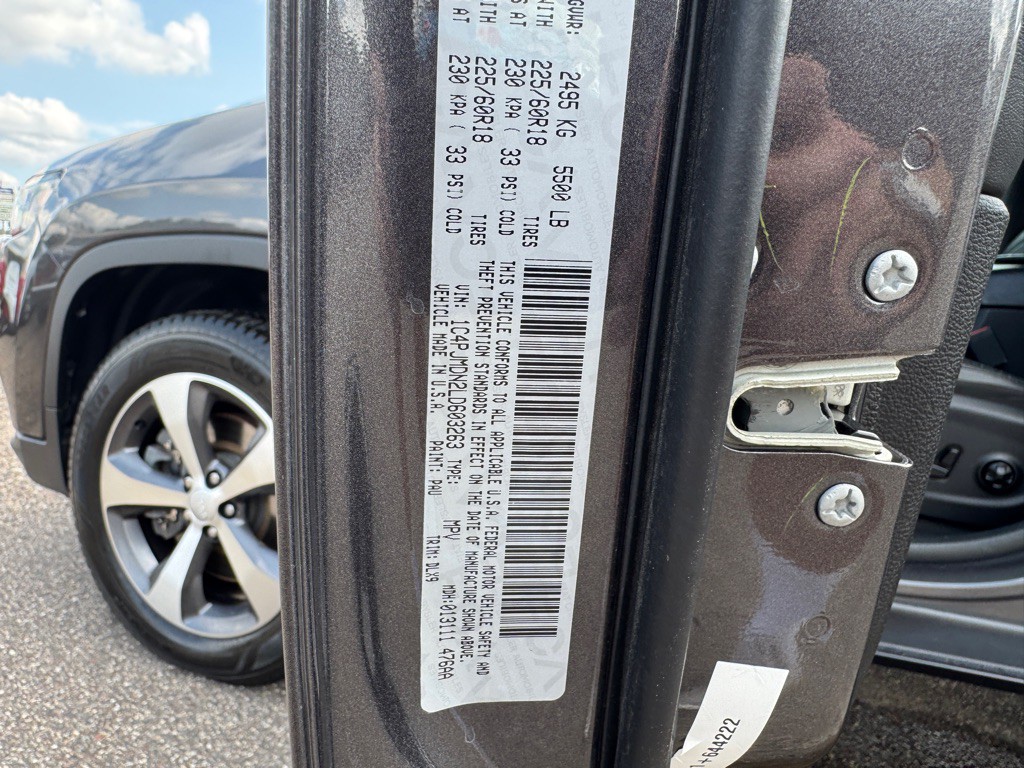 GVWR: 2495 KG 5500 LB
WITH 225/60R18 TIRES
S AT 230 KPA ( 33 PSI) COLD
WITH 225/60R18 TIRES
AT 230 KPA ( 33 PSI) COLD
THIS VEHICLE CONFORMS TO ALL APPLICABLE U.S.A. FEDERAL MOTOR VEHICLE SAFETY AND
THEFT PREVENTION STANDARDS IN EFFECT ON THE DATE OF MANUFACTURE SHOWN ABOVE.
VIN: 1C4PJMDN2LD603263 TYPE: MPV MDH:013111 476AA
VEHICLE MADE IN U.S.A. PAINT: PAU TRIM: DLX9
1+644222